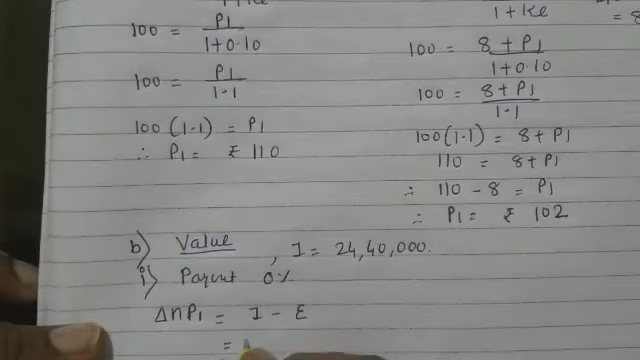 100 = P1
1+0.10
100 = P1
1.1
100 (1.1) = P1
∴ P1 = ₹ 110
1 + Ke
= 8
100 = 8 + P1
1+0.10
100 = 8 + P1
1.1
100(1.1) = 8+ P1
110 = 8+P1
∴ 110 - 8 = P1
∴ P1 = ₹ 102
b) Value , I = 24,40,000.
i) Payout 0%
ΔnP1 = I - E
=